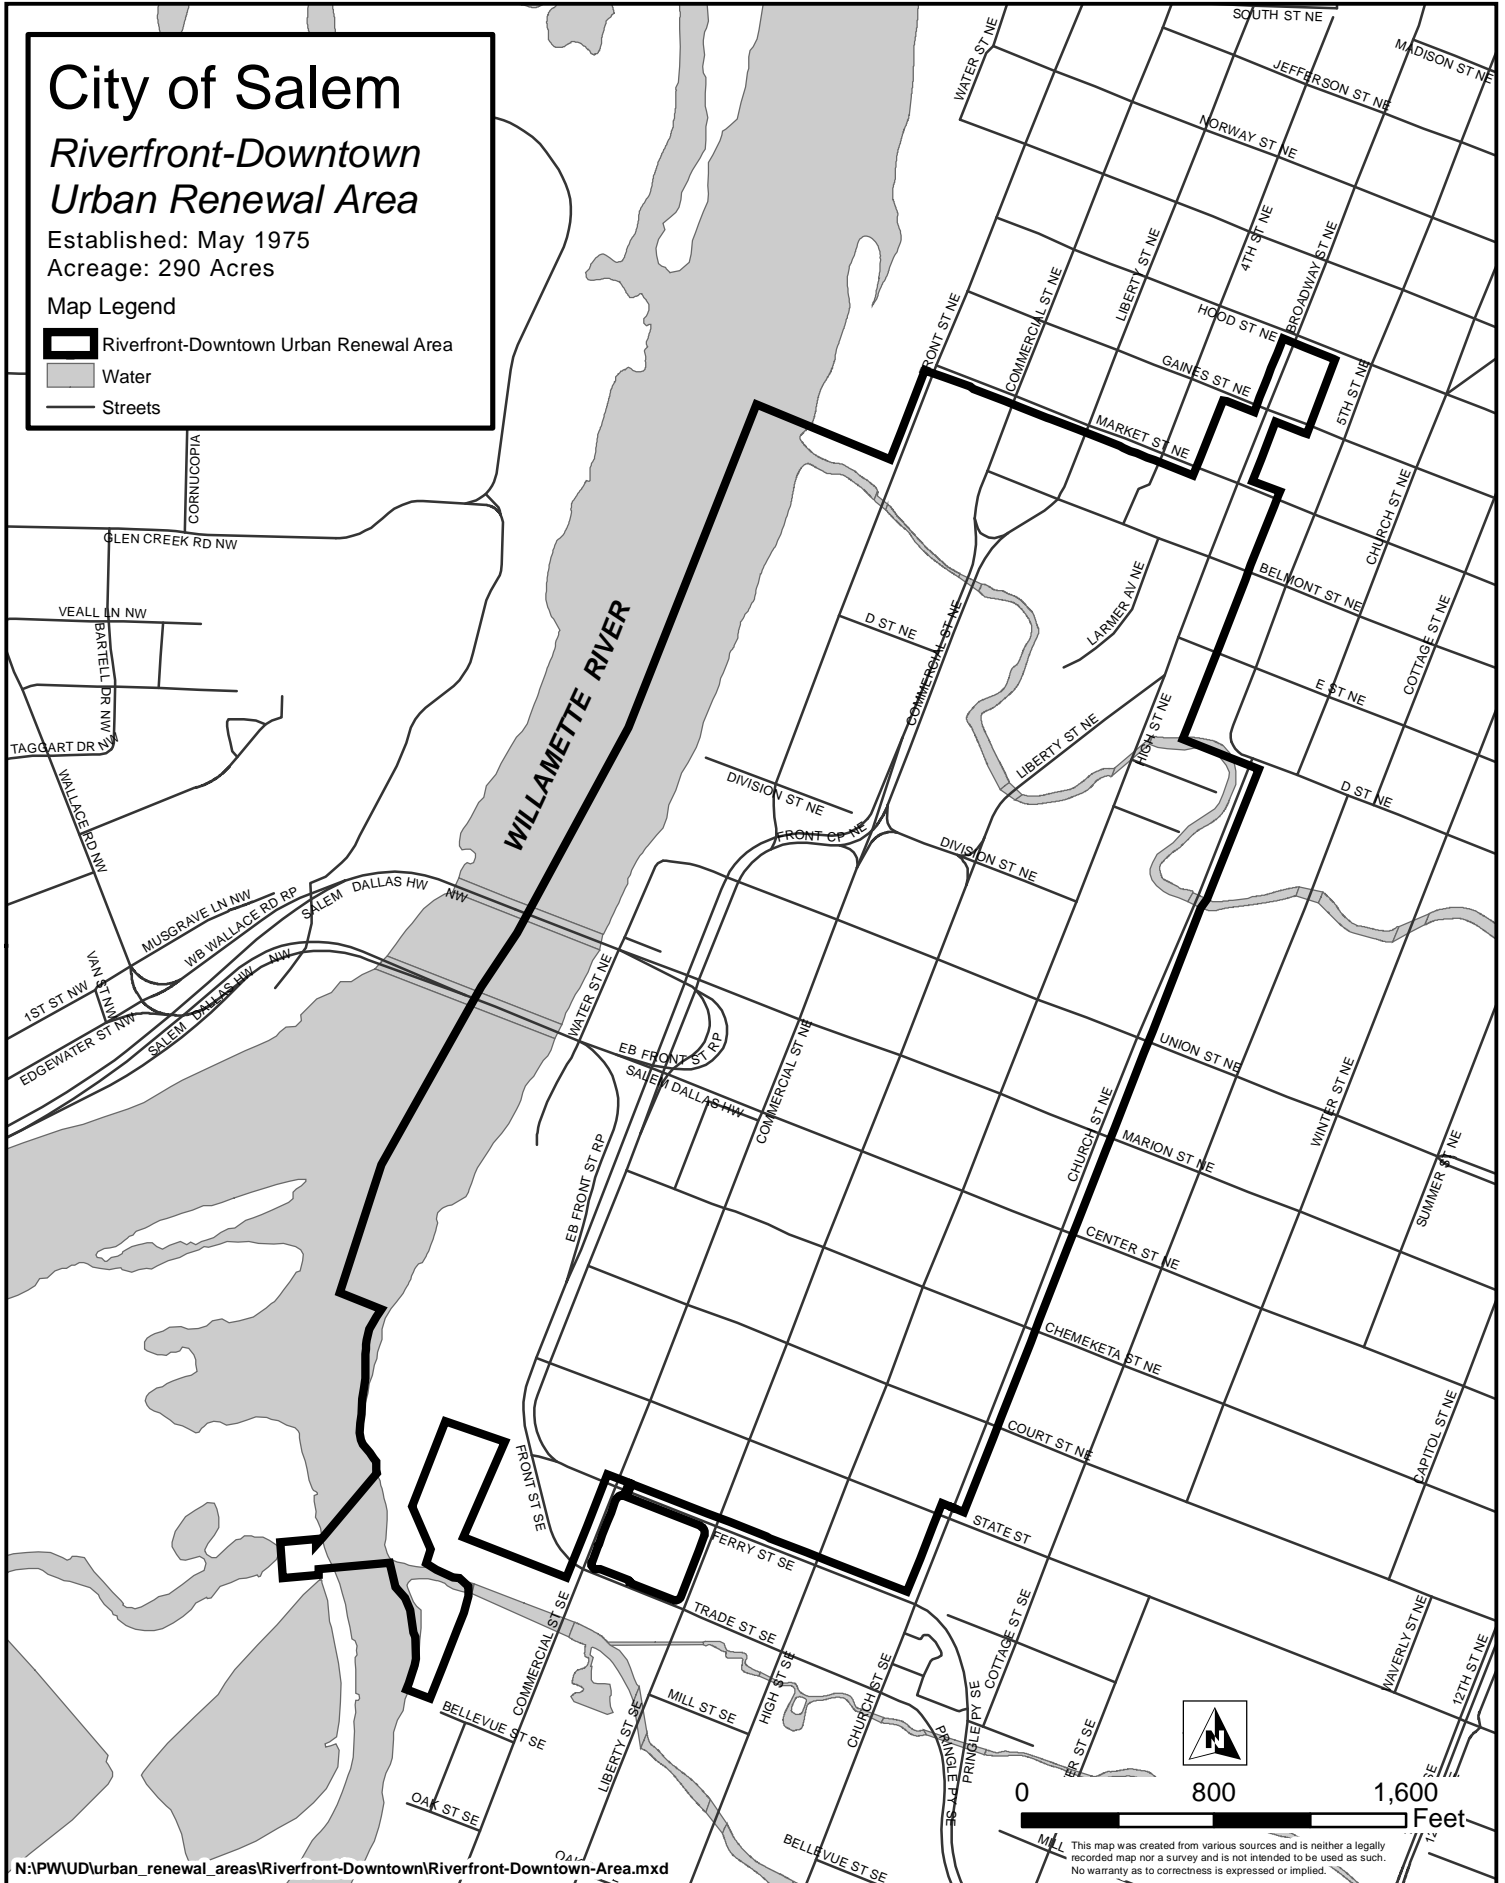 City of Salem
Riverfront-Downtown
Urban Renewal Area
Established: May 1975
Acreage: 290 Acres
Map Legend
Riverfront-Downtown Urban Renewal Area
Water
Streets
SOUTH ST NE
MADISON ST NE
WATER ST NE
JEFFERSON ST NE
NORWAY ST NE
4TH ST NE
BROADWAY ST NE
LIBERTY ST NE
COMMERCIAL ST NE
HOOD ST NE
GAINES ST NE
5TH ST NE
MARKET ST NE
CORNUCOPIA
GLEN CREEK RD NW
CHURCH ST NE
BELMONT ST NE
LARMER AV NE
VEALL LN NW
BARTELL DR NW
D ST NE
COMMERCIAL ST NE
COTTAGE ST NE
E ST NE
WILLAMETTE RIVER
HIGH ST NE
LIBERTY ST NE
TAGGART DR NW
WALLACE RD NW
DIVISION ST NE
D ST NE
FRONT CP NE
DIVISION ST NE
SALEM DALLAS HW NW
MUSGRAVE LN NW
WB WALLACE RD RP
VAN ST NW
1ST ST NW
EDGEWATER ST NW
SALEM DALLAS HW NW
WATER ST NE
EB FRONT ST RP
SALEM DALLAS HW
COMMERCIAL ST NE
UNION ST NE
WINTER ST NE
CHURCH ST NE
MARION ST NE
SUMMER ST NE
EB FRONT ST RP
CENTER ST NE
CHEMEKETA ST NE
COURT ST NE
CAPITOL ST NE
FRONT ST SE
STATE ST
FERRY ST SE
TRADE ST SE
COMMERCIAL ST SE
COTTAGE ST SE
WAVERLY ST NE
12TH ST NE
HIGH ST SE
CHURCH ST SE
MILL ST SE
LIBERTY ST SE
BELLEVUE ST SE
PRINGLE PY SE
PRINGLE PY SE
ER ST SE
OAK ST SE
BELLEVUE ST SE
N
0 800 1,600
Feet
MILL
This map was created from various sources and is neither a legally
recorded map nor a survey and is not intended to be used as such.
No warranty as to correctness is expressed or implied.
N:\PW\UD\urban_renewal_areas\Riverfront-Downtown\Riverfront-Downtown-Area.mxd